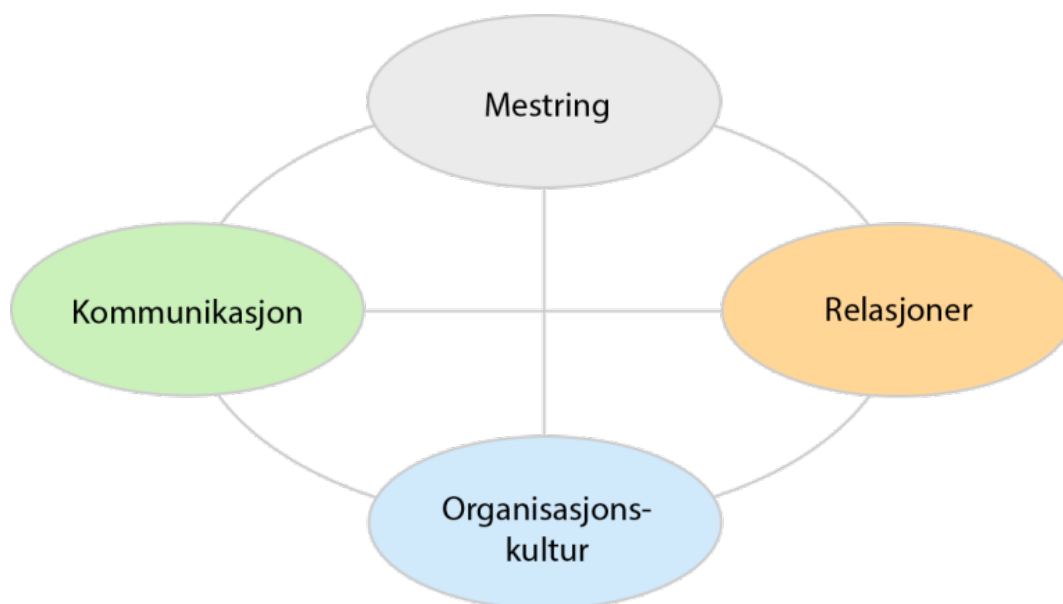 Mestring
Kommunikasjon
Relasjoner
Organisasjons-
kultur